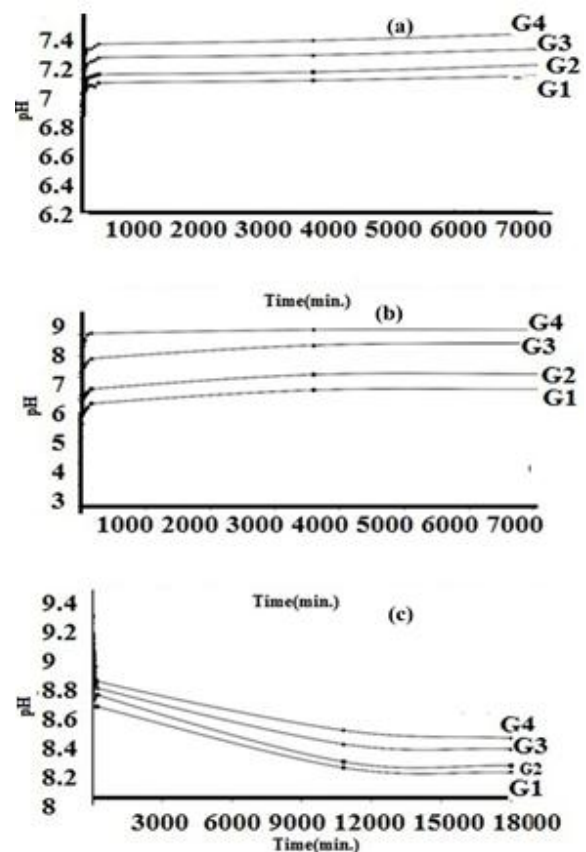 (a)
7.4
7.2
7
6.8
6.6
6.4
6.2
pH
G4
G3
G2
G1
1000 2000 3000 4000 5000 6000 7000
Time(min.)
(b)
9
8
7
6
5
4
3
pH
G4
G3
G2
G1
1000 2000 3000 4000 5000 6000 7000
Time(min.)
(c)
9.4
9.2
9
8.8
8.6
8.4
8.2
8
pH
G4
G3
G2
G1
3000 6000 9000 12000 15000 18000
Time(min.)